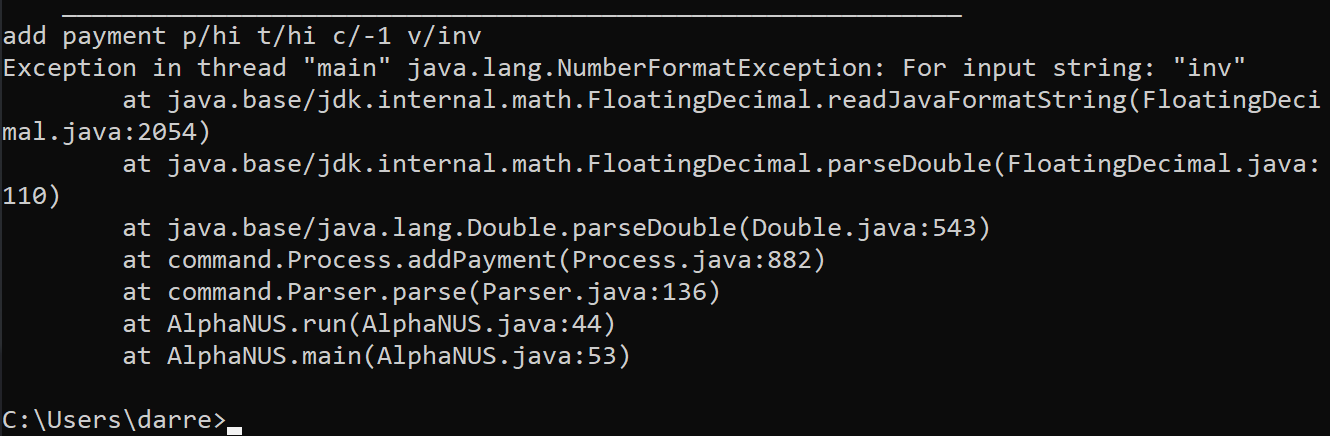 ____________________________________________________________
add payment p/hi t/hi c/-1 v/inv
Exception in thread "main" java.lang.NumberFormatException: For input string: "inv"
        at java.base/jdk.internal.math.FloatingDecimal.readJavaFormatString(FloatingDeci
mal.java:2054)
        at java.base/jdk.internal.math.FloatingDecimal.parseDouble(FloatingDecimal.java:
110)
        at java.base/java.lang.Double.parseDouble(Double.java:543)
        at command.Process.addPayment(Process.java:882)
        at command.Parser.parse(Parser.java:136)
        at AlphaNUS.run(AlphaNUS.java:44)
        at AlphaNUS.main(AlphaNUS.java:53)
C:\Users\darre>